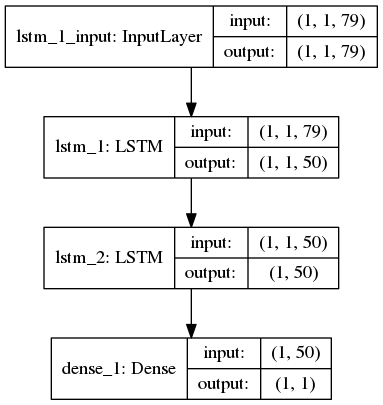 lstm_1_input: InputLayer
input: (1, 1, 79)
output: (1, 1, 79)
lstm_1: LSTM
input: (1, 1, 79)
output: (1, 1, 50)
lstm_2: LSTM
input: (1, 1, 50)
output: (1, 50)
dense_1: Dense
input: (1, 50)
output: (1, 1)